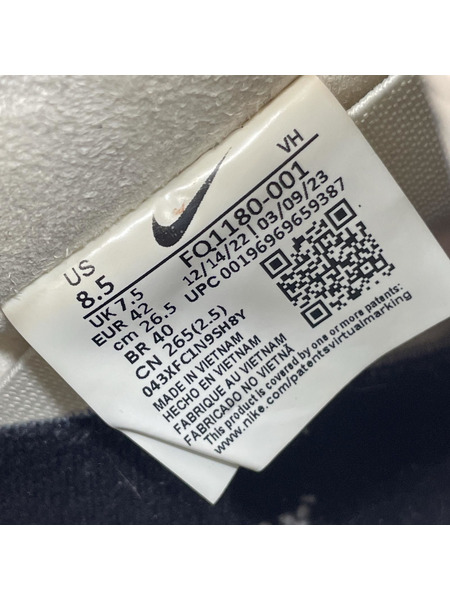 VH
US
8.5
UK 7.5
EUR 42
cm 26.5
BR 40
CN 265(2.5)
FQ1180-001
12/14/22 | 03/09/23
UPC 00196969659387
043XFC1N9SH8Y
MADE IN VIETNAM
HECHO EN VIETNAM
FABRIQUE AU VIETNAM
FABRICADO NO VIETNA
This product is covered by one or more patents:
www.nike.com/patentsvirtualmarking